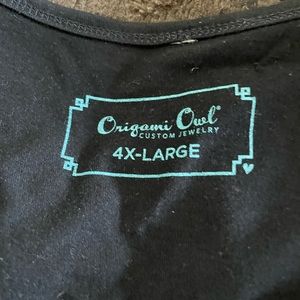 Origami Owl®
CUSTOM JEWELRY
4X-LARGE